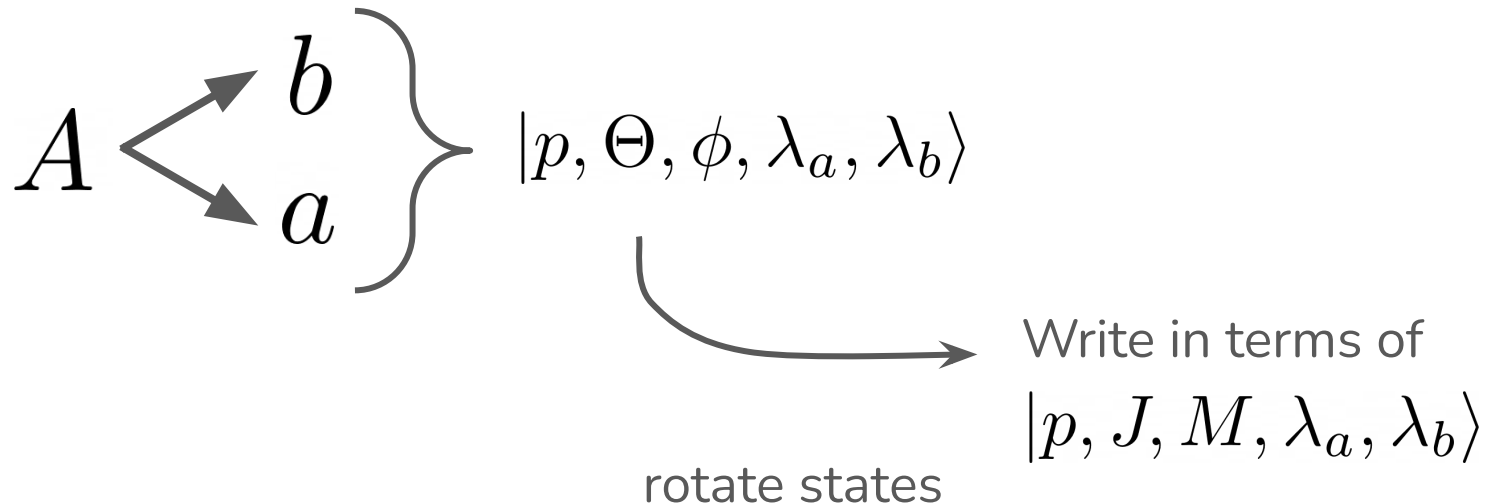 A
b
a
|p, Θ, ϕ, λ_a, λ_b⟩
Write in terms of
|p, J, M, λ_a, λ_b⟩
rotate states